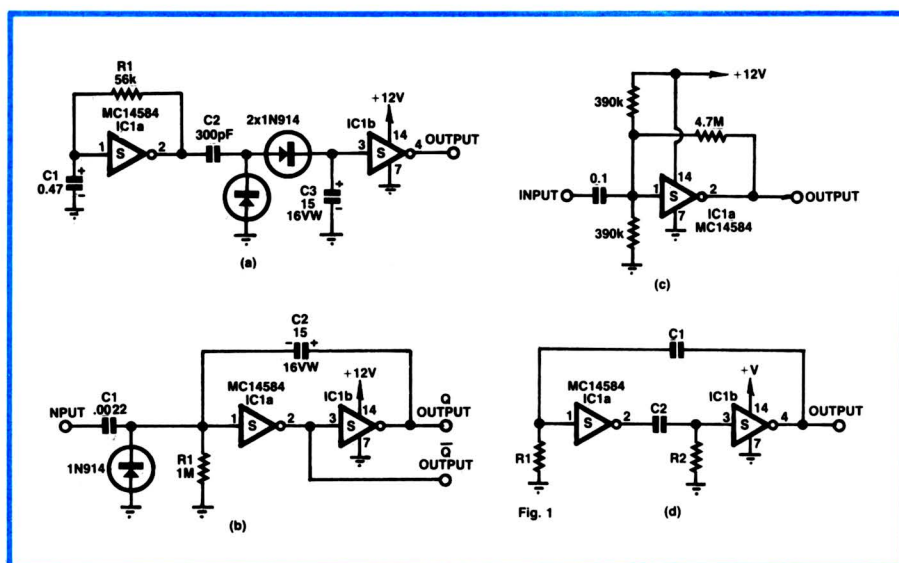 R1
56k
MC14584
IC1a
1
S
2
C1
0.47
+
-
C2
300pF
2x1N914
C3
15
16VW
+
-
+12V
IC1b
14
3
S
4
7
OUTPUT
(a)
+12V
390k
4.7M
14
INPUT
0.1
1
S
2
7
OUTPUT
IC1a
MC14584
390k
(c)
C2
- +
15
16VW
MC14584
IC1a
+12V
IC1b
14
NPUT
C1
.0022
1
S
2
3
S
7
Q
OUTPUT
Q̅
OUTPUT
1N914
R1
1M
(b)
C1
MC14584
IC1a
+V
IC1b
14
1
S
2
C2
3
S
4
7
OUTPUT
R1
R2
Fig. 1
(d)